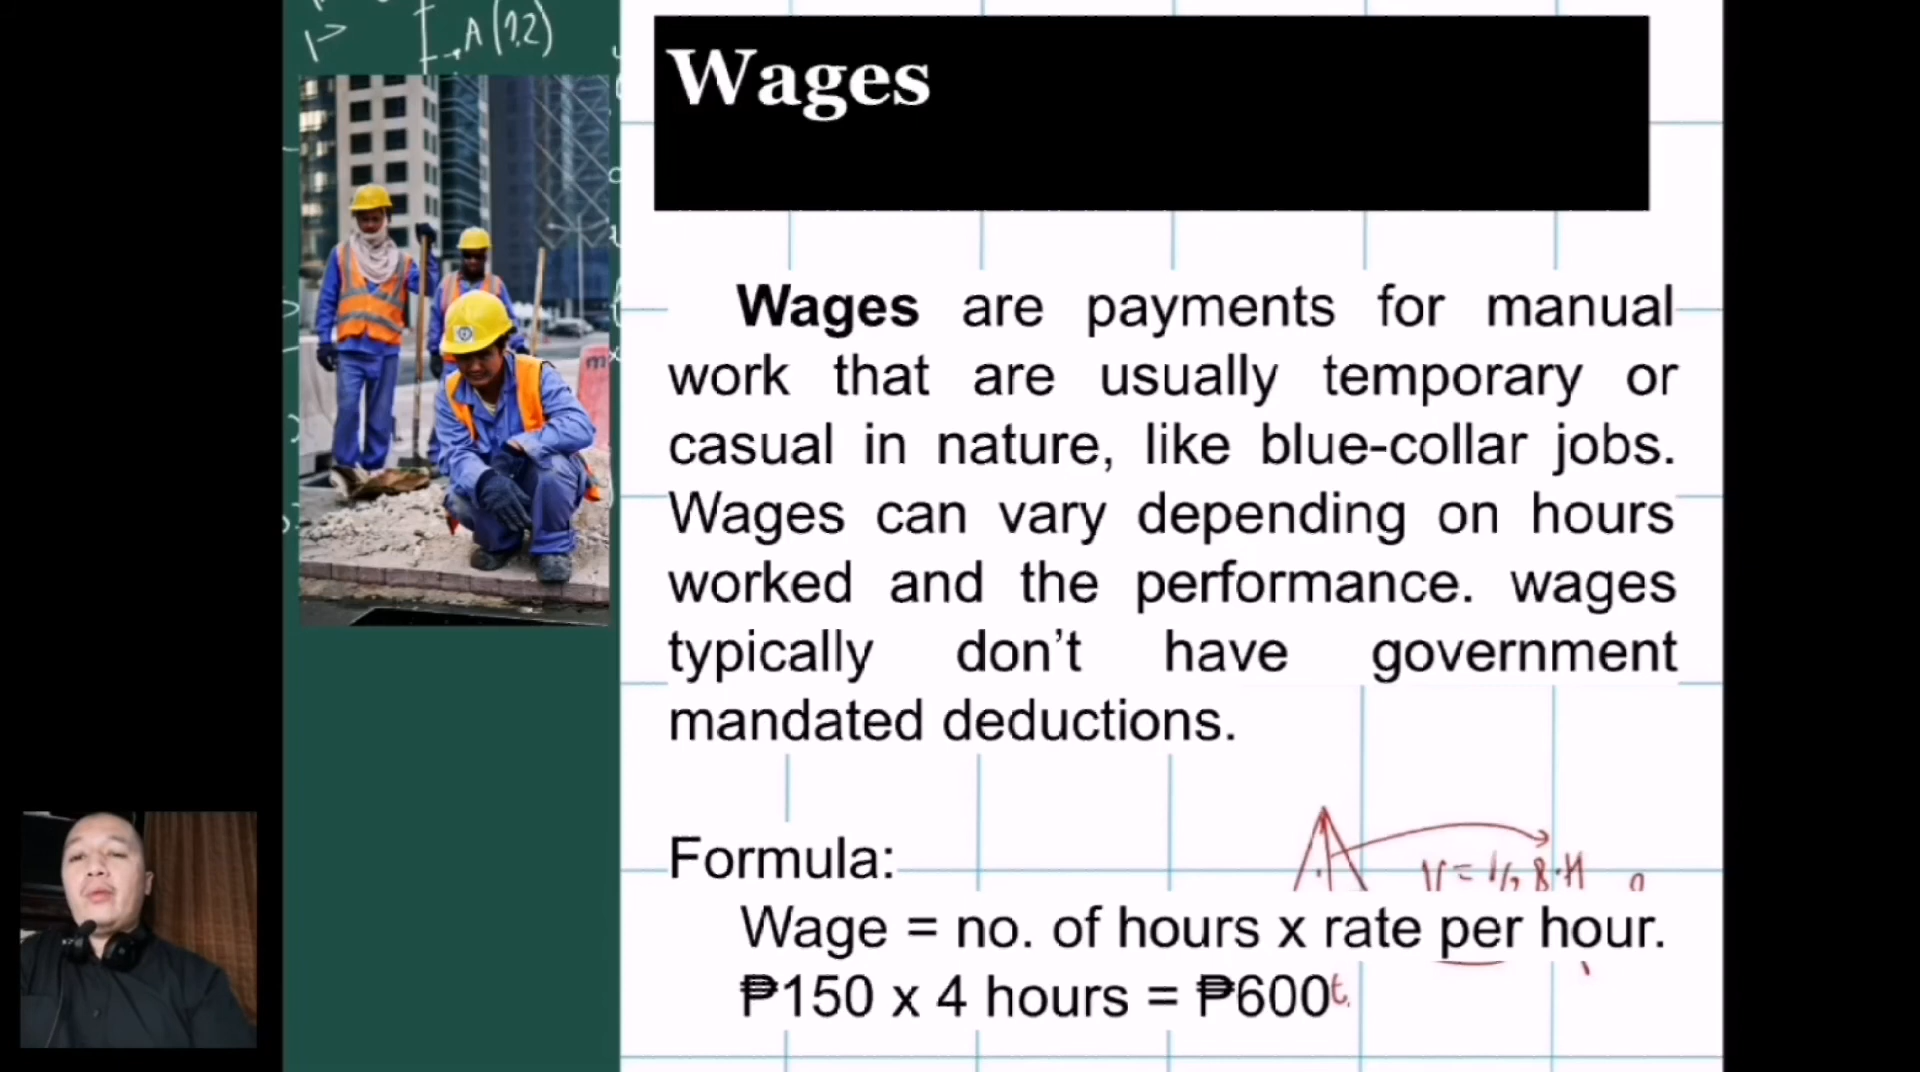 A(1,2)
Wages
Wages are payments for manual
work that are usually temporary or
casual in nature, like blue-collar jobs.
Wages can vary depending on hours
worked and the performance. wages
typically don’t have government
mandated deductions.
Formula:
Wage = no. of hours x rate per hour.
₱150 x 4 hours = ₱600